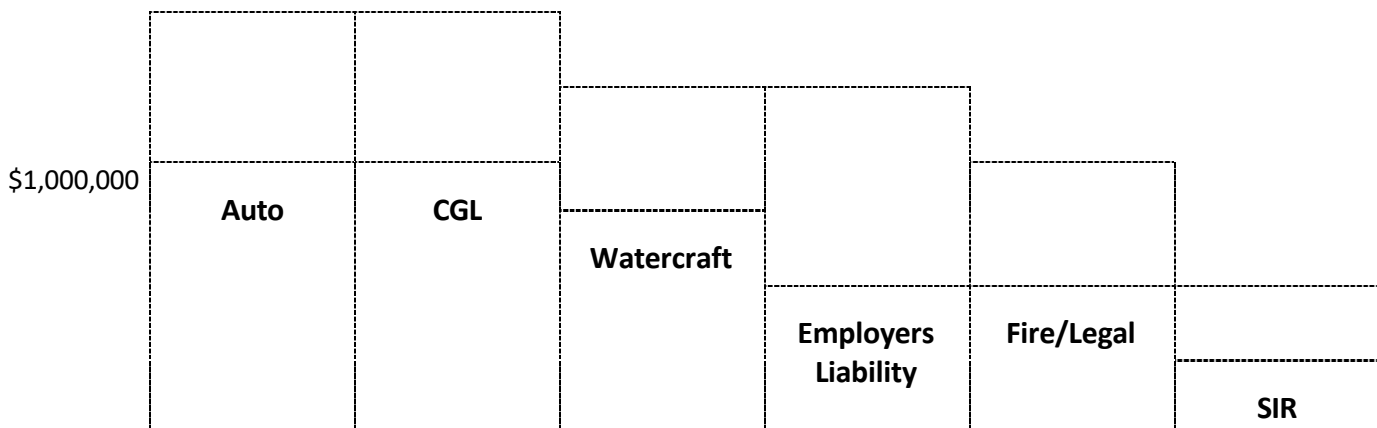 $1,000,000
Auto
CGL
Watercraft
Employers
Liability
Fire/Legal
SIR